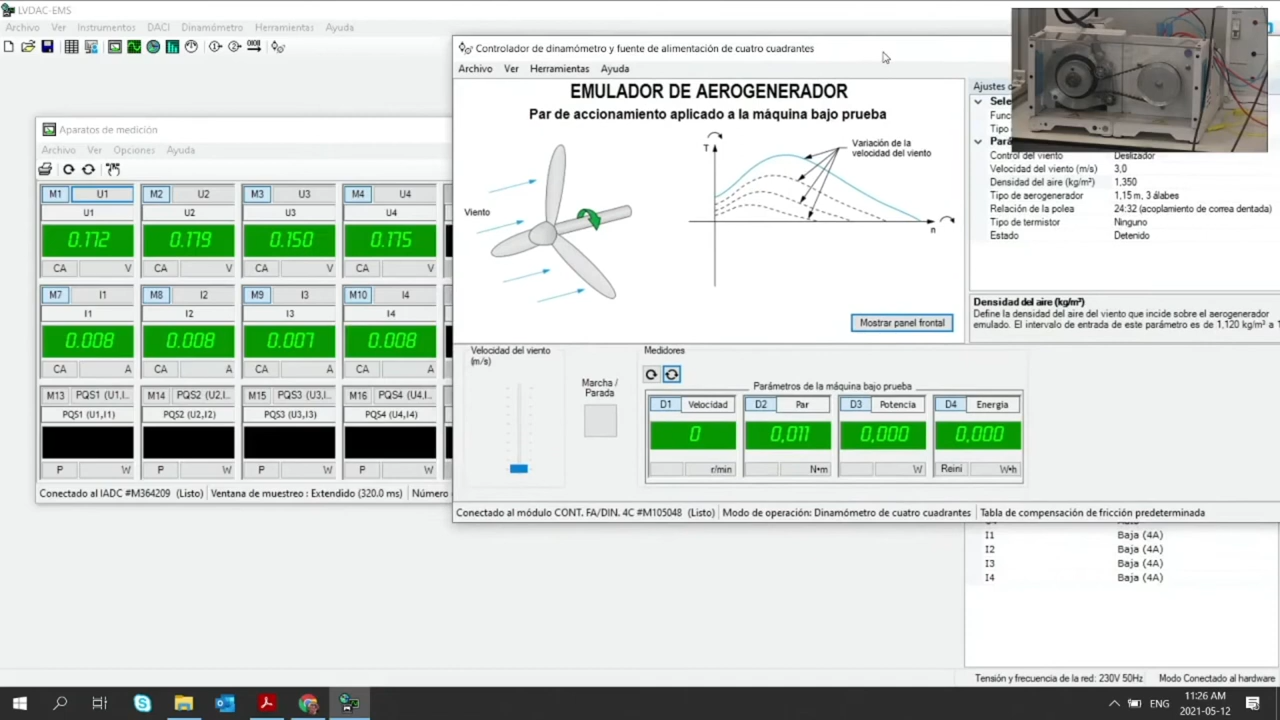 LVDAC-EMS
Archivo Ver Instrumentos DACI Dinamómetro Herramientas Ayuda
Aparatos de medición
Archivo Ver Opciones Ayuda
M1 U1 M2 U2 M3 U3 M4 U4
U1 U2 U3 U4
0.172 0.179 0.150 0.175
CA V CA V CA V CA V
M7 I1 M8 I2 M9 I3 M10 I4
I1 I2 I3 I4
0.008 0.008 0.007 0.008
CA A CA A CA A CA A
M13 PQS1 (U1,I... M14 PQS2 (U2,I... M15 PQS3 (U3,I... M16 PQS4 (U4,I...
PQS1 (U1,I1) PQS2 (U2,I2) PQS3 (U3,I3) PQS4 (U4,I4)
P W P W P W P W
Conectado al IADC #M364209 (Listo) Ventana de muestreo : Extendido (320.0 ms) Número
Controlador de dinamómetro y fuente de alimentación de cuatro cuadrantes
Archivo Ver Herramientas Ayuda
EMULADOR DE AEROGENERADOR
Par de accionamiento aplicado a la máquina bajo prueba
Viento
T
n
Variación de la
velocidad del viento
Mostrar panel frontal
Ajustes
Control del viento Deslizador
Velocidad del viento (m/s) 3,0
Densidad del aire (kg/m³) 1,350
Tipo de aerogenerador 1,15 m, 3 álabes
Relación de la polea 24:32 (acoplamiento de correa dentada)
Tipo de termistor Ninguno
Estado Detenido
Densidad del aire (kg/m³)
Define la densidad del aire del viento que incide sobre el aerogenerador
emulado. El intervalo de entrada de este parámetro es de 1,120 kg/m³ a 1
Velocidad del viento
(m/s)
Marcha /
Parada
Medidores
Parámetros de la máquina bajo prueba
D1 Velocidad D2 Par D3 Potencia D4 Energía
0 0,011 0,000 0,000
r/min N•m W Reini W•h
Conectado al módulo CONT. FA/DIN. 4C #M105048 (Listo) Modo de operación: Dinamómetro de cuatro cuadrantes Tabla de compensación de fricción predeterminada
I1 Baja (4A)
I2 Baja (4A)
I3 Baja (4A)
I4 Baja (4A)
Tensión y frecuencia de la red: 230V 50Hz Modo Conectado al hardware
ENG
11:26 AM
2021-05-12